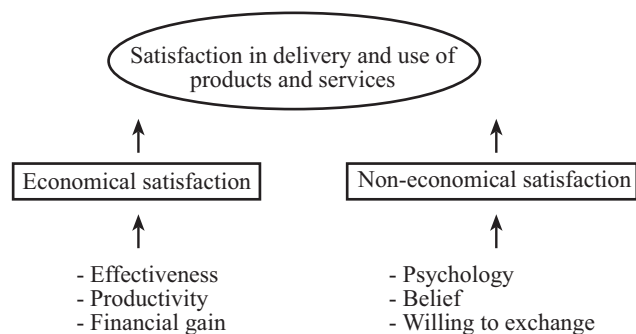 Satisfaction in delivery and use of
products and services
Economical satisfaction
Non-economical satisfaction
- Effectiveness
- Productivity
- Financial gain
- Psychology
- Belief
- Willing to exchange